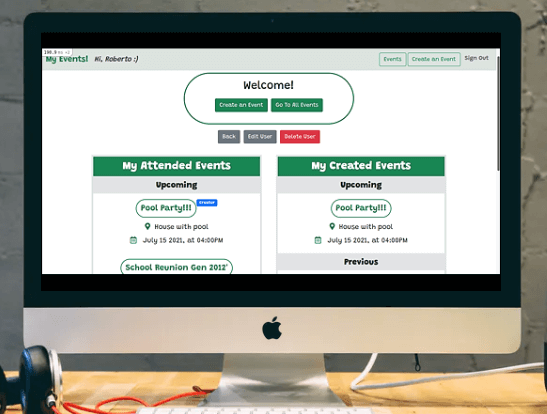 My Events! Hi, Roberto :) Events Create an Event Sign Out
Welcome!
Create an Event Go To All Events
Back Edit User Delete User
My Attended Events
Upcoming
Pool Party!!! creator
House with pool
July 15 2021, at 04:00PM
School Reunion Gen 2012'
My Created Events
Upcoming
Pool Party!!!
House with pool
July 15 2021, at 04:00PM
Previous